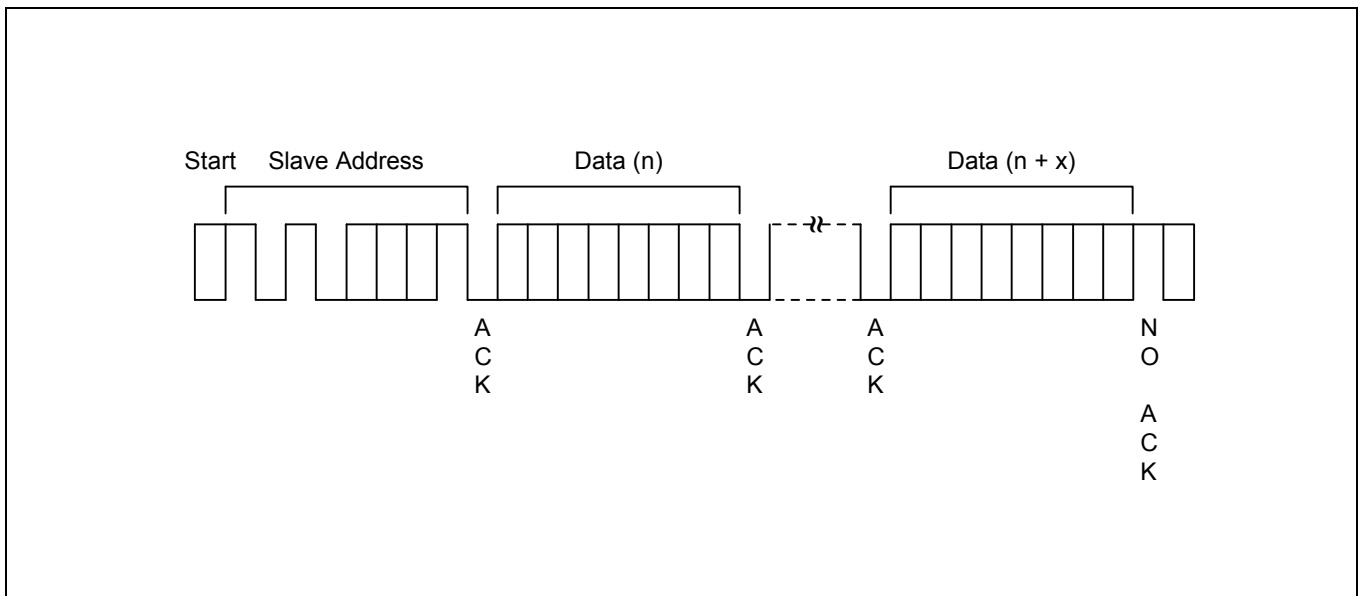 Start Slave Address Data (n) Data (n + x)
A A A N
C C C O
K K K
A
C
K